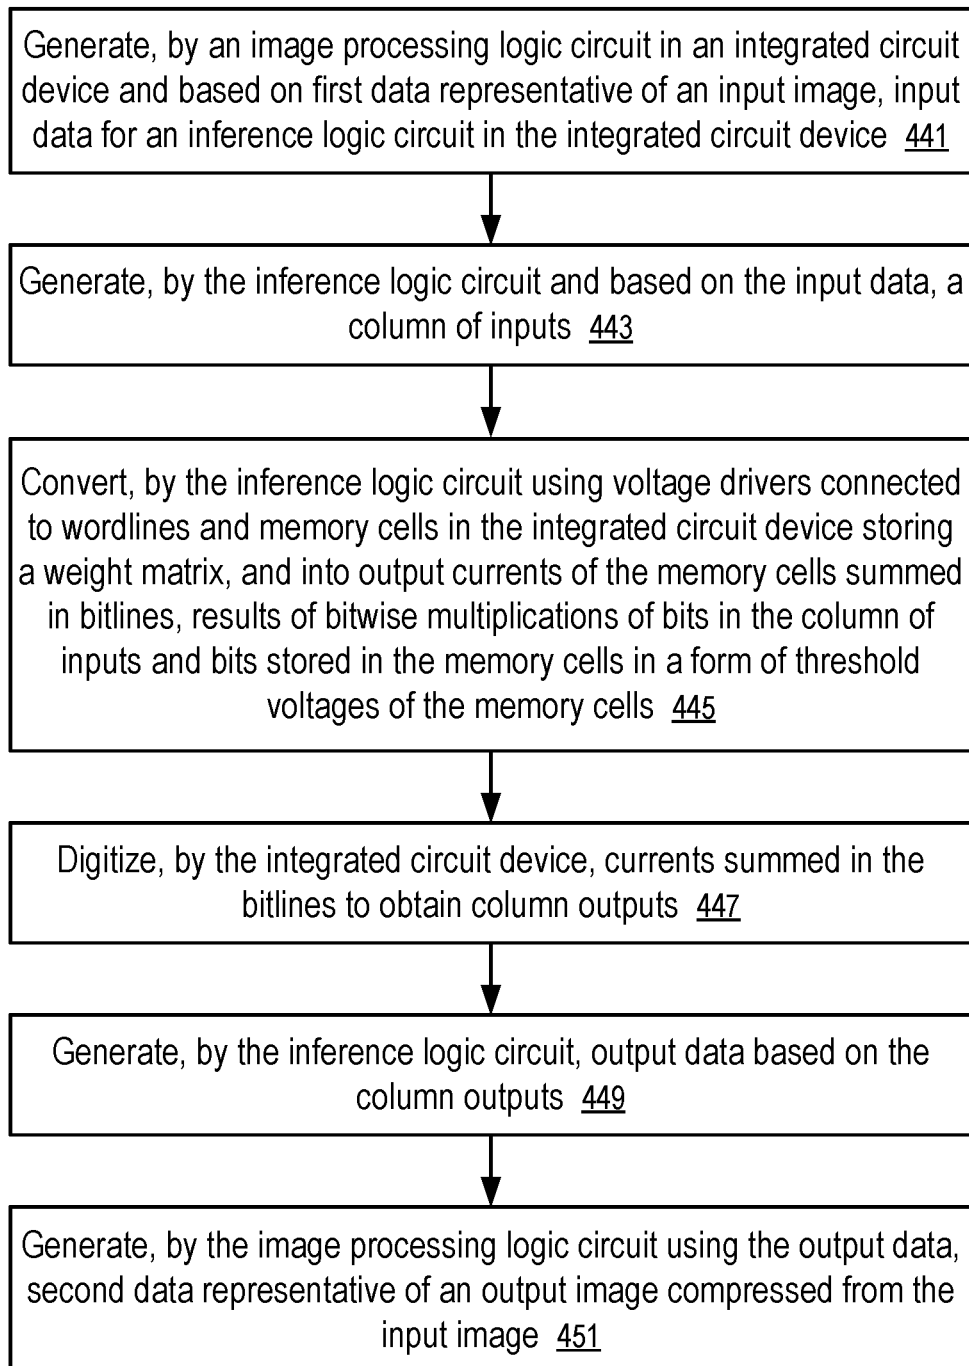 Generate, by an image processing logic circuit in an integrated circuit
device and based on first data representative of an input image, input
data for an inference logic circuit in the integrated circuit device 441
Generate, by the inference logic circuit and based on the input data, a
column of inputs 443
Convert, by the inference logic circuit using voltage drivers connected
to wordlines and memory cells in the integrated circuit device storing
a weight matrix, and into output currents of the memory cells summed
in bitlines, results of bitwise multiplications of bits in the column of
inputs and bits stored in the memory cells in a form of threshold
voltages of the memory cells 445
Digitize, by the integrated circuit device, currents summed in the
bitlines to obtain column outputs 447
Generate, by the inference logic circuit, output data based on the
column outputs 449
Generate, by the image processing logic circuit using the output data,
second data representative of an output image compressed from the
input image 451